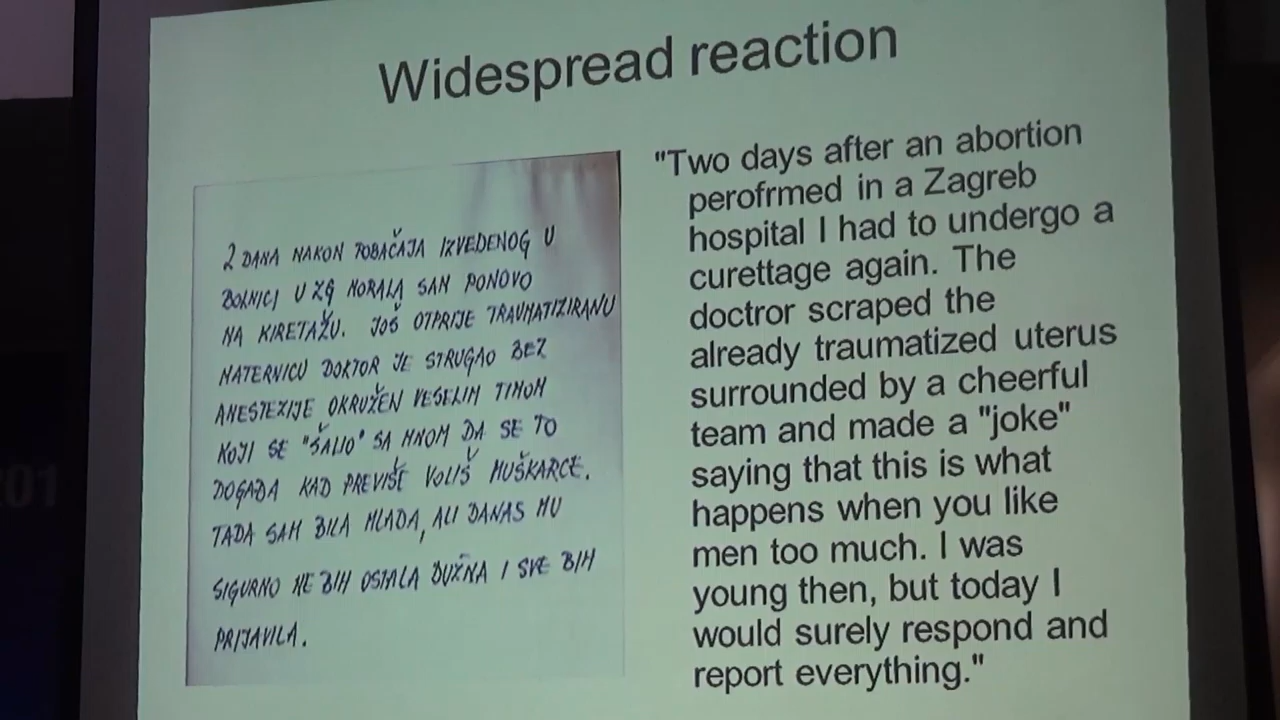 Widespread reaction
2 DANA NAKON POBAČAJA IZVEDENOG U
BOLNICI U ZG MORALA SAM PONOVO
NA KIRETAŽU. JOŠ OTPRIJE TRAUMATIZIRANU
MATERNICU DOKTOR JE STRUGAO BEZ
ANESTEZIJE OKRUŽEN VESELIM TIMOM
KOJI SE "ŠALIO" SA MNOM DA SE TO
DOGAĐA KAD PREVIŠE VOLIŠ MUŠKARCE.
TADA SAM BILA MLADA, ALI DANAS MU
SIGURNO NE BIH OSTALA DUŽNA I SVE BIH
PRIJAVILA.
"Two days after an abortion
perofrmed in a Zagreb
hospital I had to undergo a
curettage again. The
doctror scraped the
already traumatized uterus
surrounded by a cheerful
team and made a "joke"
saying that this is what
happens when you like
men too much. I was
young then, but today I
would surely respond and
report everything."